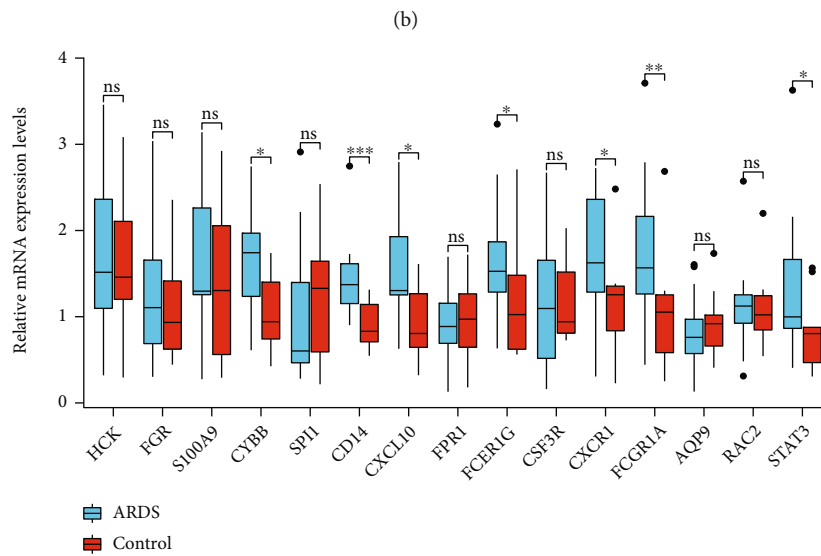 (b)
Relative mRNA expression levels
4
3
2
1
0
ns
ns
ns
*
ns
***
*
ns
*
ns
*
**
ns
ns
*
HCK
FGR
S100A9
CYBB
SPI1
CD14
CXCL10
FPR1
FCER1G
CSF3R
CXCR1
FCGR1A
AQP9
RAC2
STAT3
ARDS
Control